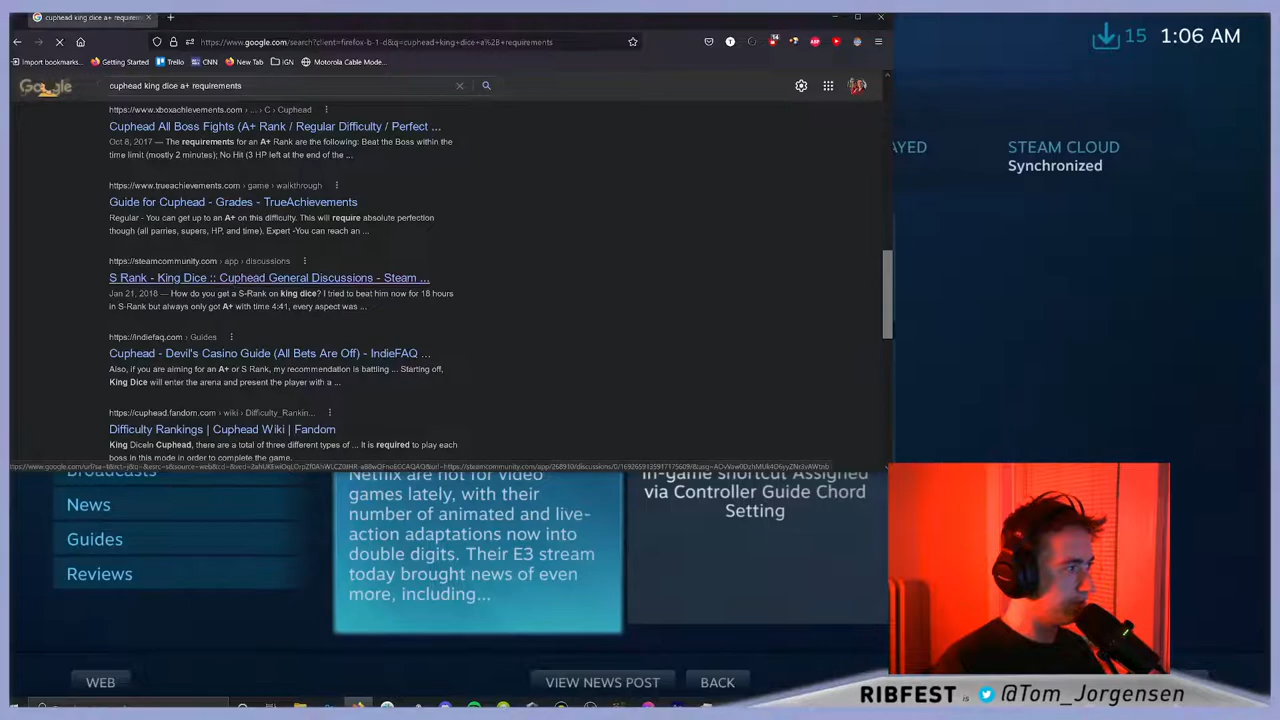 cuphead king dice a+ requirem
15 1:06 AM
https://www.google.com/search?client=firefox-b-1-d&q=cuphead+king+dice+a%2B+requirements
Import bookmarks...
Getting Started
Trello
CNN
New Tab
IGN
Motorola Cable Mode...
Google
cuphead king dice a+ requirements
https://www.xboxachievements.com › ... › C › Cuphead
Cuphead All Boss Fights (A+ Rank / Regular Difficulty / Perfect ...
Oct 8, 2017 — The requirements for an A+ Rank are the following: Beat the Boss within the
time limit (mostly 2 minutes); No Hit (3 HP left at the end of the ...
https://www.trueachievements.com › game › walkthrough
Guide for Cuphead - Grades - TrueAchievements
Regular - You can get up to an A+ on this difficulty. This will require absolute perfection
though (all parries, supers, HP, and time). Expert -You can reach an ...
https://steamcommunity.com › app › discussions
S Rank - King Dice :: Cuphead General Discussions - Steam ...
Jan 21, 2018 — How do you get a S-Rank on king dice? I tried to beat him now for 18 hours
in S-Rank but always only got A+ with time 4:41, every aspect was ...
https://indiefaq.com › Guides
Cuphead - Devil's Casino Guide (All Bets Are Off) - IndieFAQ ...
Also, if you are aiming for an A+ or S Rank, my recommendation is battling ... Starting off,
King Dice will enter the arena and present the player with a ...
https://cuphead.fandom.com › wiki › Difficulty_Rankin...
Difficulty Rankings | Cuphead Wiki | Fandom
King DiceIn Cuphead, there are a total of three different types of ... It is required to play each
boss in this mode in order to complete the game.
AYED
STEAM CLOUD
Synchronized
Broadcasts
News
Guides
Reviews
Netflix are not for video
games lately, with their
number of animated and live-
action adaptations now into
double digits. Their E3 stream
today brought news of even
more, including...
In-game shortcut Assigned
via Controller Guide Chord
Setting
WEB
VIEW NEWS POST
BACK
RIBFEST is @Tom_Jorgensen